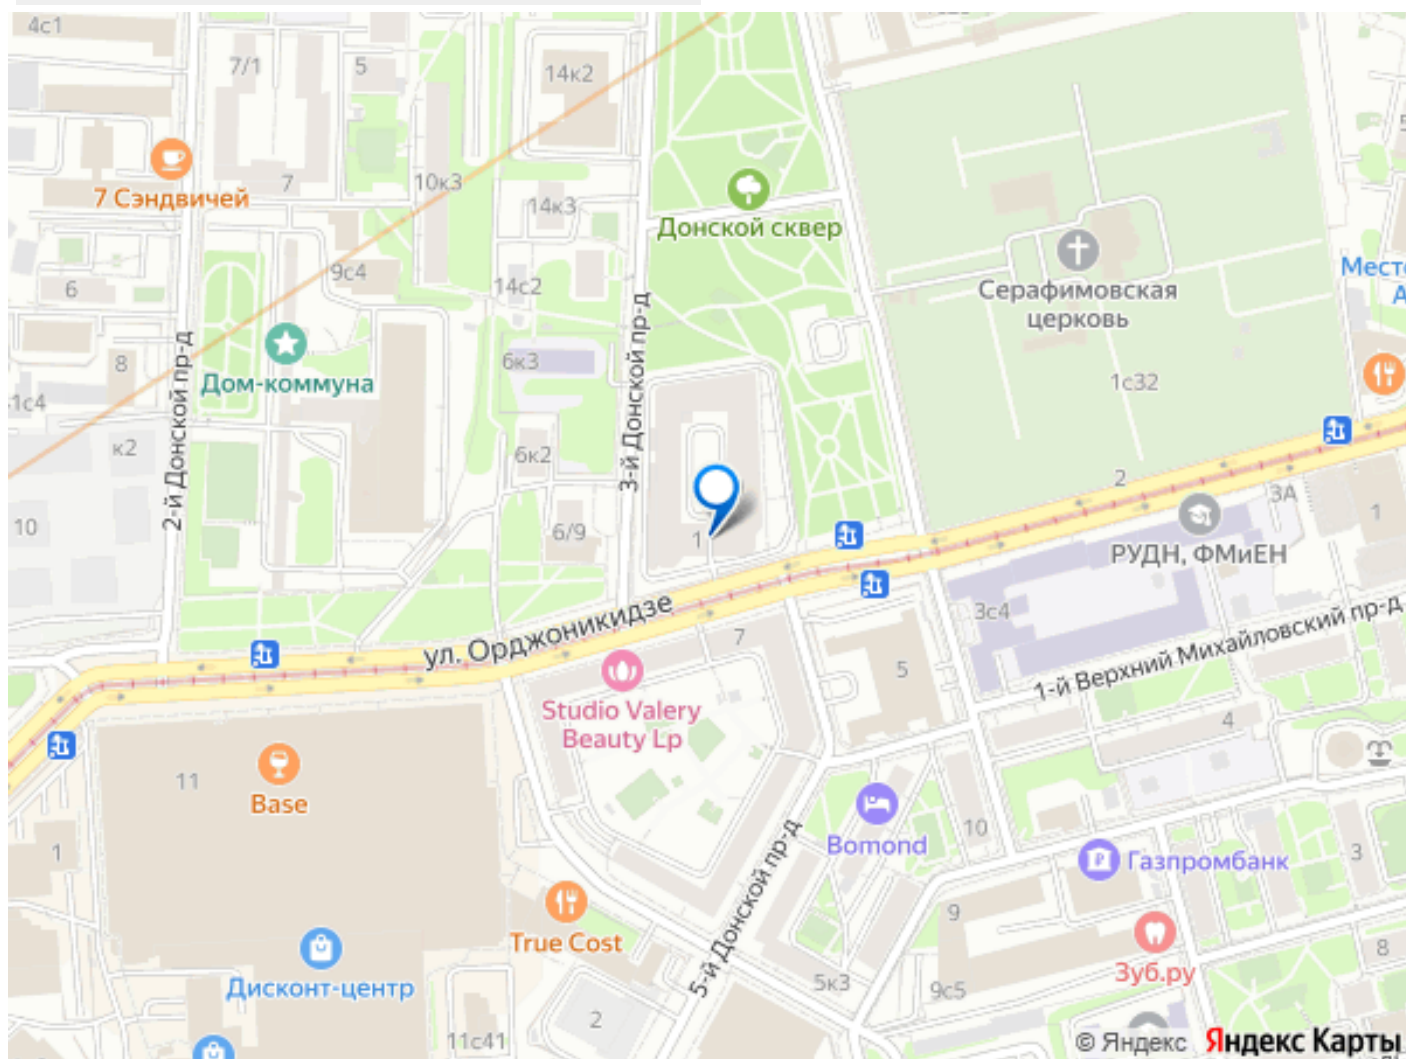 4с1
7/1
5
14к2
7 Сэндвичей
7
10к3
14к3
Донской сквер
9с4
14с2
6
Серафимовская
церковь
8
Дом-коммуна
6к3
1с32
1с4
к2
2-й Донской пр-д
3-й Донской пр-д
6к2
10
6/9
1
2
3А
1
РУДН, ФМиЕН
3с4
ул. Орджоникидзе
7
5
1-й Верхний Михайловский пр-д
4
Studio Valery
Beauty Lp
11
Base
1
Bomond
10
Газпромбанк
3
5-й Донской пр-д
True Cost
9
Зуб.ру
8
Дисконт-центр
5к3
9с5
2
11с41
© Яндекс Яндекс Карты